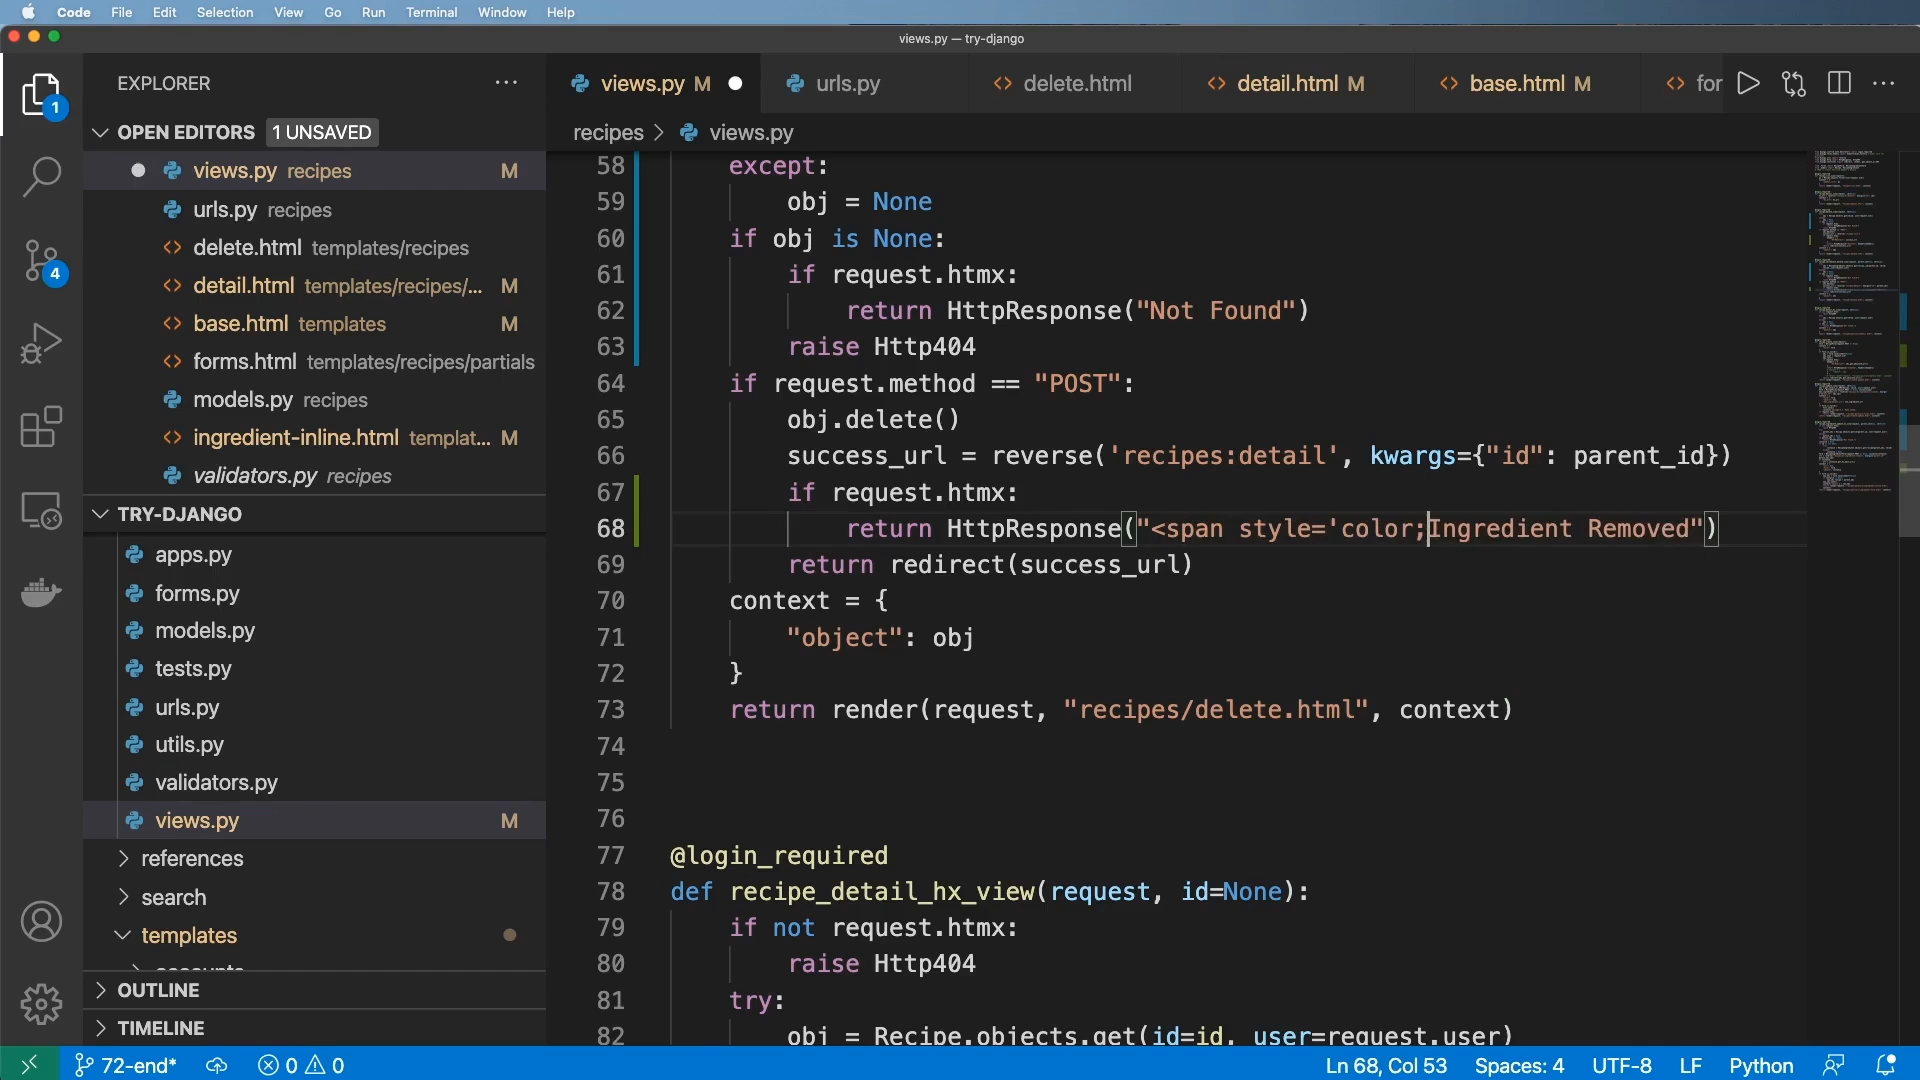 Code File Edit Selection View Go Run Terminal Window Help
views.py — try-django
EXPLORER
views.py M
urls.py
delete.html
detail.html M
base.html M
for
OPEN EDITORS 1 UNSAVED
recipes > views.py
views.py recipes M
urls.py recipes
delete.html templates/recipes
detail.html templates/recipes/... M
base.html templates M
forms.html templates/recipes/partials
models.py recipes
ingredient-inline.html templat... M
validators.py recipes
TRY-DJANGO
apps.py
forms.py
models.py
tests.py
urls.py
utils.py
validators.py
views.py M
references
search
templates
accounts
OUTLINE
TIMELINE
1
4
58 except:
59 obj = None
60 if obj is None:
61 if request.htmx:
62 return HttpResponse("Not Found")
63 raise Http404
64 if request.method == "POST":
65 obj.delete()
66 success_url = reverse('recipes:detail', kwargs={"id": parent_id})
67 if request.htmx:
68 return HttpResponse("<span style='color;Ingredient Removed")
69 return redirect(success_url)
70 context = {
71 "object": obj
72 }
73 return render(request, "recipes/delete.html", context)
74
75
76
77 @login_required
78 def recipe_detail_hx_view(request, id=None):
79 if not request.htmx:
80 raise Http404
81 try:
82 obj = Recipe.objects.get(id=id, user=request.user)
72-end* 0 0 Ln 68, Col 53 Spaces: 4 UTF-8 LF Python